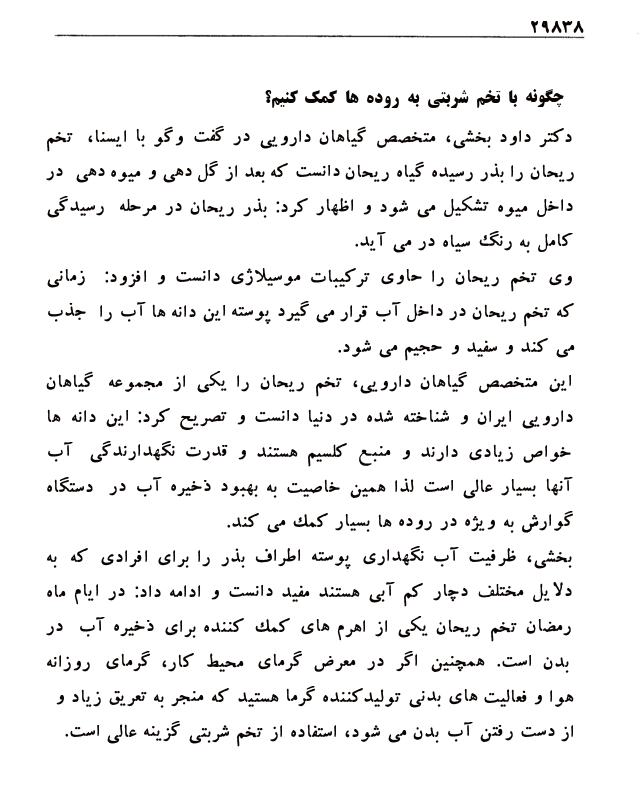 ۲۹۸۳۸
چگونه با تخم شربتی به روده ها کمک کنیم؟
دکتر داود بخشی، متخصص گیاهان دارویی در گفت وگو با ایسنا، تخم
ریحان را بذر رسیده گیاه ریحان دانست که بعد از گل دهی و میوه دهی در
داخل میوه تشکیل می شود و اظهار کرد: بذر ریحان در مرحله رسیدگی
کامل به رنگ سیاه در می آید.
وی تخم ریحان را حاوی ترکیبات موسیلاژی دانست و افزود: زمانی
که تخم ریحان در داخل آب قرار می گیرد پوسته این دانه ها آب را جذب
می کند و سفید و حجیم می شود.
این متخصص گیاهان دارویی، تخم ریحان را یکی از مجموعه گیاهان
دارویی ایران و شناخته شده در دنیا دانست و تصریح کرد: این دانه ها
خواص زیادی دارند و منبع کلسیم هستند و قدرت نگهدارندگی آب
آنها بسیار عالی است لذا همین خاصیت به بهبود ذخیره آب در دستگاه
گوارش به ویژه در روده ها بسیار کمک می کند.
بخشی، ظرفیت آب نگهداری پوسته اطراف بذر را برای افرادی که به
دلایل مختلف دچار کم آبی هستند مفید دانست و ادامه داد: در ایام ماه
رمضان تخم ریحان یکی از اهرم های کمک کننده برای ذخیره آب در
بدن است. همچنین اگر در معرض گرمای محیط کار، گرمای روزانه
هوا و فعالیت های بدنی تولیدکننده گرما هستید که منجر به تعریق زیاد و
از دست رفتن آب بدن می شود، استفاده از تخم شربتی گزینه عالی است.